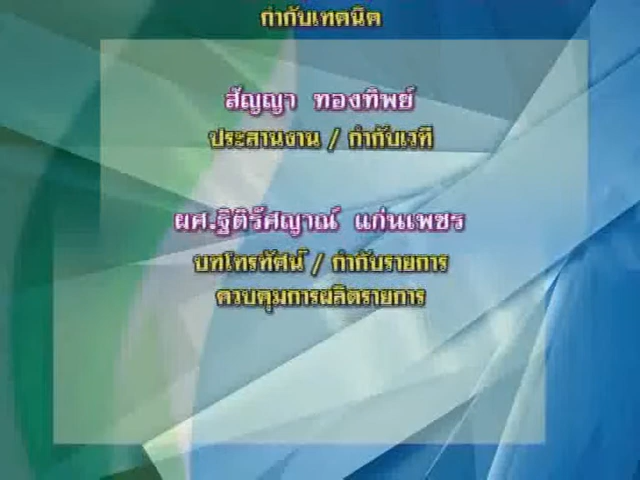 กำกับเทคนิค
สัญญา ทองทิพย์
ประสานงาน / กำกับเวที
ผศ.ฐิติรัศญาณ์ แก่นเพชร
บทโทรทัศน์ / กำกับรายการ
ควบคุมการผลิตรายการ